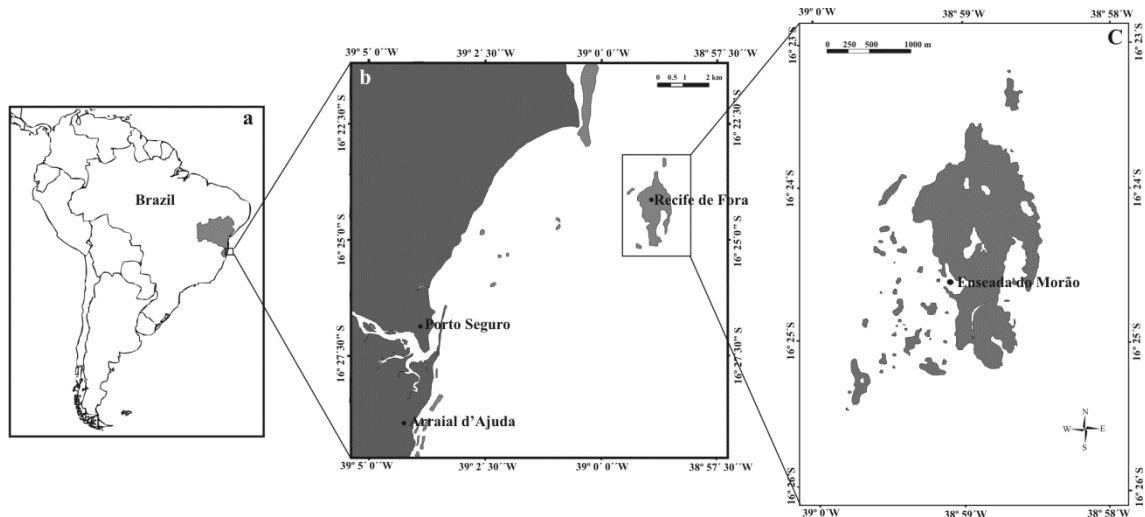 a
Brazil
39° 5´0´´ W
39° 2´30´´ W
39° 0´0´´ W
38° 57´30´´ W
b
0 0.5 1 2 km
16° 22´30´´ S
16° 22´30´´ S
Recife de Fora
16° 25´0´´ S
16° 25´0´´ S
Porto Seguro
16° 27´30´´ S
16° 27´30´´ S
Arraial d’Ajuda
39° 5´0´´ W
39° 2´30´´ W
39° 0´0´´ W
38° 57´30´´ W
39° 0´W
38° 59´W
38° 58´W
C
0 250 500 1000 m
16° 23´S
16° 23´S
16° 24´S
16° 24´S
Enseada do Morão
16° 25´S
16° 25´S
N
W E
S
16° 26´S
16° 26´S
39° 0´W
38° 59´W
38° 58´W